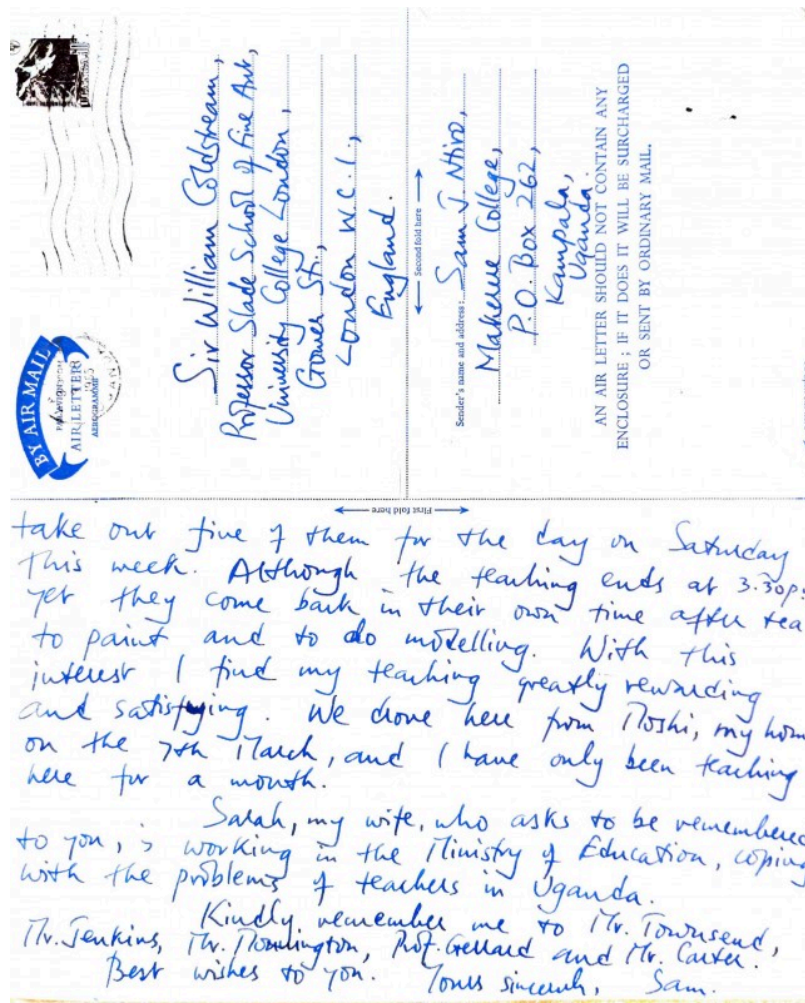 BY AIR MAIL
AIR LETTER
AEROGRAMME
Sir William Coldstream,
Professor Slade School of Fine Art,
University College London,
Gower St.,
London W.C.1.,
England.
Second fold here
Sender's name and address: Sam J. Ntiro,
Makerere College,
P.O. Box 262,
Kampala,
Uganda.
AN AIR LETTER SHOULD NOT CONTAIN ANY
ENCLOSURE ; IF IT DOES IT WILL BE SURCHARGED
OR SENT BY ORDINARY MAIL.
First fold here
take out five of them for the day on Saturday
this week. Although the teaching ends at 3.30p.
yet they come back in their own time after tea
to paint and to do modelling. With this
interest I find my teaching greatly rewarding
and satisfying. We drove here from Moshi, my home
on the 7th March, and I have only been teaching
here for a month.
Sarah, my wife, who asks to be remembered
to you, is working in the Ministry of Education, coping
with the problems of teachers in Uganda.
Kindly remember me to Mr. Townsend,
Mr. Jenkins, Mr. Prof. Gerrard and Mr. Carter.
Best wishes to you. Yours sincerely, Sam.